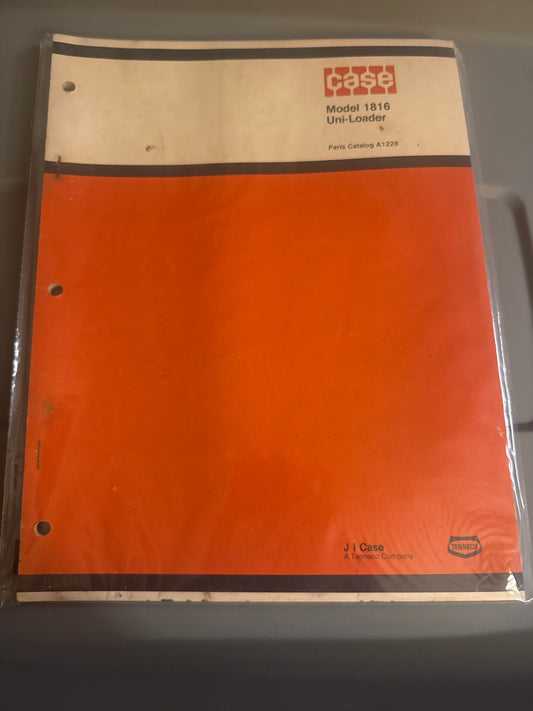 case
Model 1816
Uni-Loader
Parts Catalog A1228
J I Case
A Tenneco Company
TENNECO